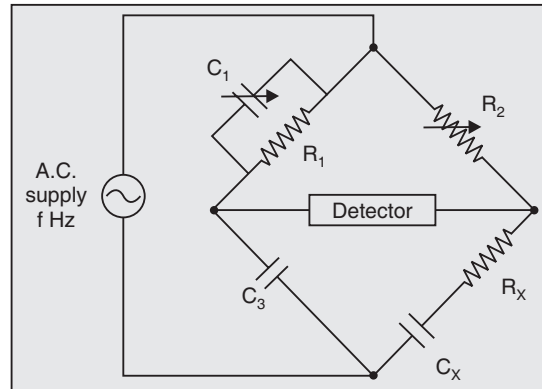 C1
R2
R1
A.C.
supply
f Hz
Detector
C3
RX
CX